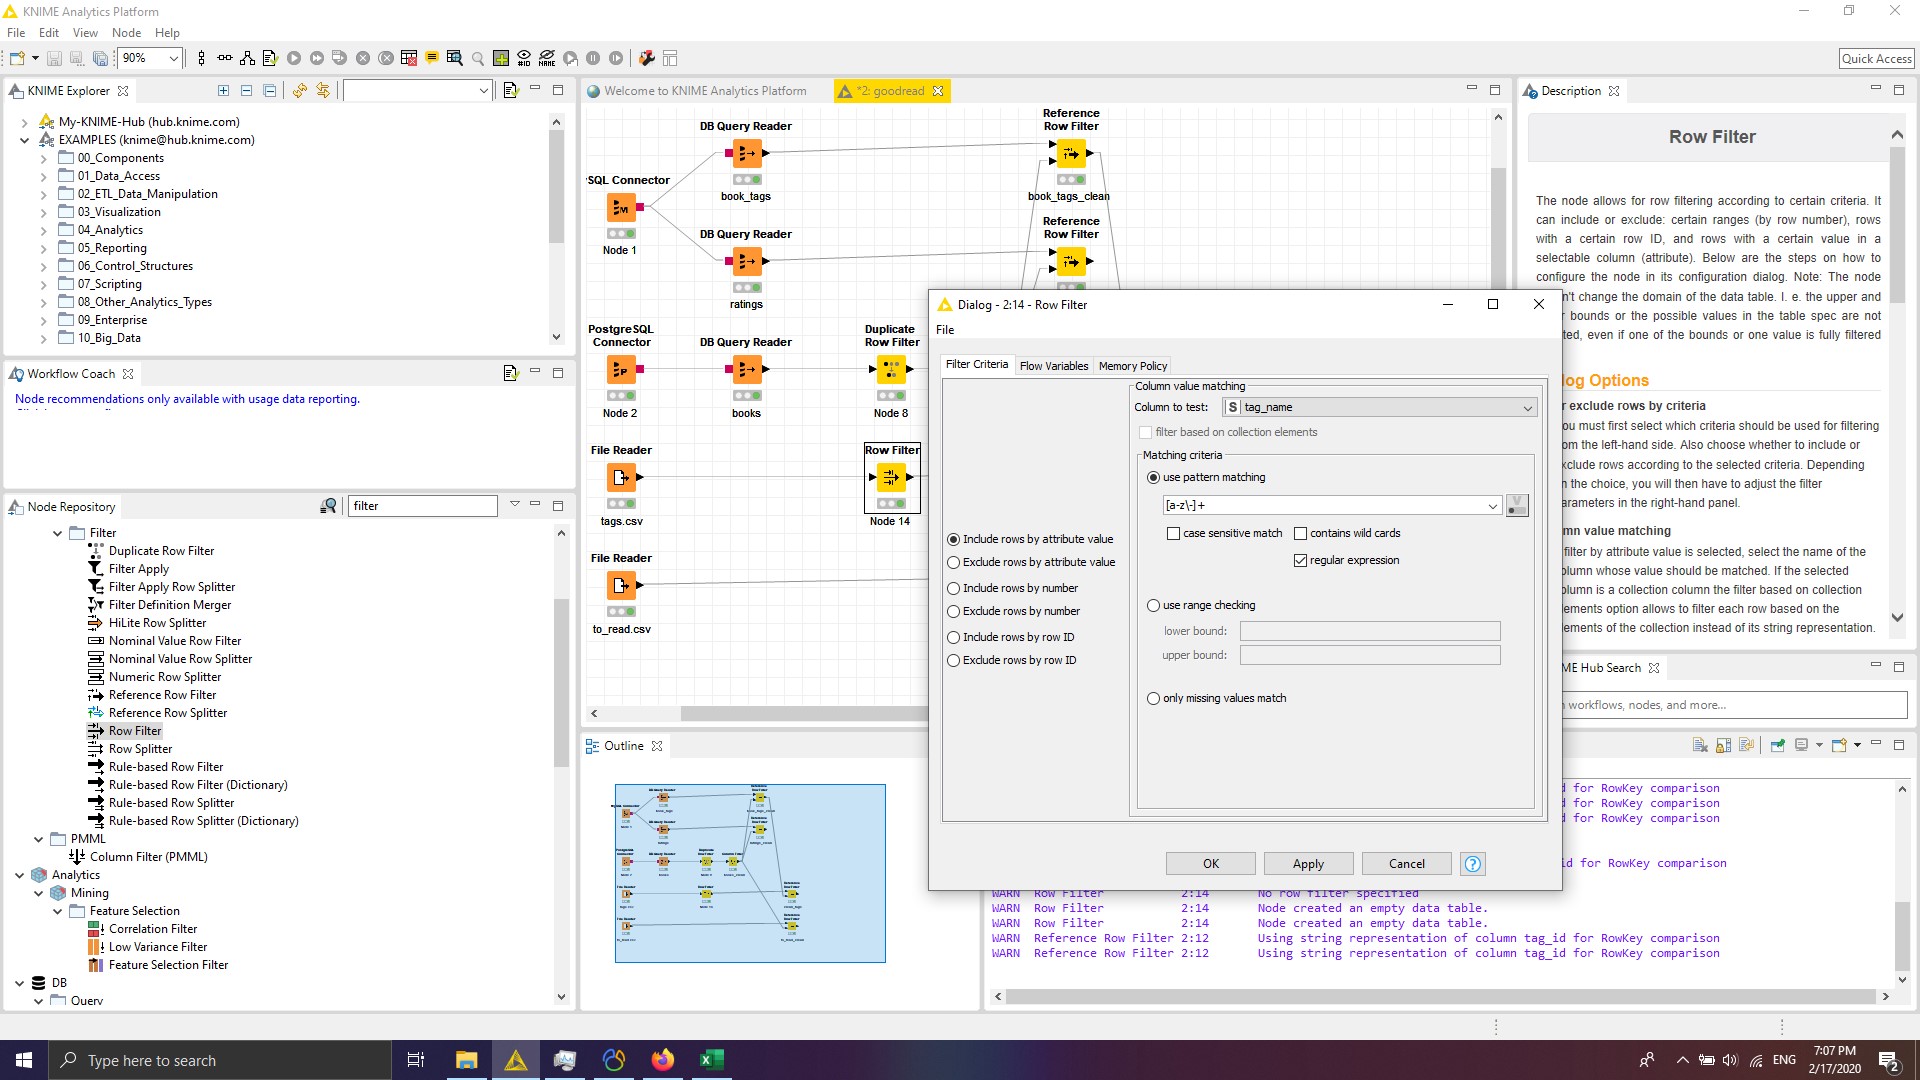 KNIME Analytics Platform
File Edit View Node Help
90%
Quick Access
KNIME Explorer
My-KNIME-Hub (hub.knime.com)
EXAMPLES (knime@hub.knime.com)
00_Components
01_Data_Access
02_ETL_Data_Manipulation
03_Visualization
04_Analytics
05_Reporting
06_Control_Structures
07_Scripting
08_Other_Analytics_Types
09_Enterprise
10_Big_Data
Workflow Coach
Node recommendations only available with usage data reporting.
Node Repository
filter
Filter
Duplicate Row Filter
Filter Apply
Filter Apply Row Splitter
Filter Definition Merger
HiLite Row Splitter
Nominal Value Row Filter
Nominal Value Row Splitter
Numeric Row Splitter
Reference Row Filter
Reference Row Splitter
Row Filter
Row Splitter
Rule-based Row Filter
Rule-based Row Filter (Dictionary)
Rule-based Row Splitter
Rule-based Row Splitter (Dictionary)
PMML
Column Filter (PMML)
Analytics
Mining
Feature Selection
Correlation Filter
Low Variance Filter
Feature Selection Filter
DB
Query
Welcome to KNIME Analytics Platform
*2: goodread
DB Query Reader
book_tags
SQL Connector
Node 1
DB Query Reader
ratings
Reference
Row Filter
book_tags_clean
Reference
Row Filter
PostgreSQL
Connector
Node 2
DB Query Reader
books
Duplicate
Row Filter
Node 8
File Reader
tags.csv
Row Filter
Node 14
File Reader
to_read.csv
Outline
Dialog - 2:14 - Row Filter
File
Filter Criteria
Flow Variables
Memory Policy
Include rows by attribute value
Exclude rows by attribute value
Include rows by number
Exclude rows by number
Include rows by row ID
Exclude rows by row ID
Column value matching
Column to test: S tag_name
filter based on collection elements
Matching criteria
use pattern matching
[a-z\-]+
case sensitive match
contains wild cards
regular expression
use range checking
lower bound:
upper bound:
only missing values match
OK
Apply
Cancel
Description
Row Filter
The node allows for row filtering according to certain criteria. It
can include or exclude: certain ranges (by row number), rows
with a certain row ID, and rows with a certain value in a
selectable column (attribute). Below are the steps on how to
configure the node in its configuration dialog. Note: The node
n't change the domain of the data table. I. e. the upper and
bounds or the possible values in the table spec are not
ted, even if one of the bounds or one value is fully filtered
log Options
r exclude rows by criteria
ou must first select which criteria should be used for filtering
om the left-hand side. Also choose whether to include or
xclude rows according to the selected criteria. Depending
n the choice, you will then have to adjust the filter
arameters in the right-hand panel.
mn value matching
filter by attribute value is selected, select the name of the
olumn whose value should be matched. If the selected
olumn is a collection column the filter based on collection
lements option allows to filter each row based on the
lements of the collection instead of its string representation.
ME Hub Search
workflows, nodes, and more...
d for RowKey comparison
d for RowKey comparison
d for RowKey comparison
id for RowKey comparison
WARN Row Filter 2:14 No row filter specified
WARN Row Filter 2:14 Node created an empty data table.
WARN Row Filter 2:14 Node created an empty data table.
WARN Reference Row Filter 2:12 Using string representation of column tag_id for RowKey comparison
WARN Reference Row Filter 2:12 Using string representation of column tag_id for RowKey comparison
Type here to search
ENG
7:07 PM
2/17/2020
2